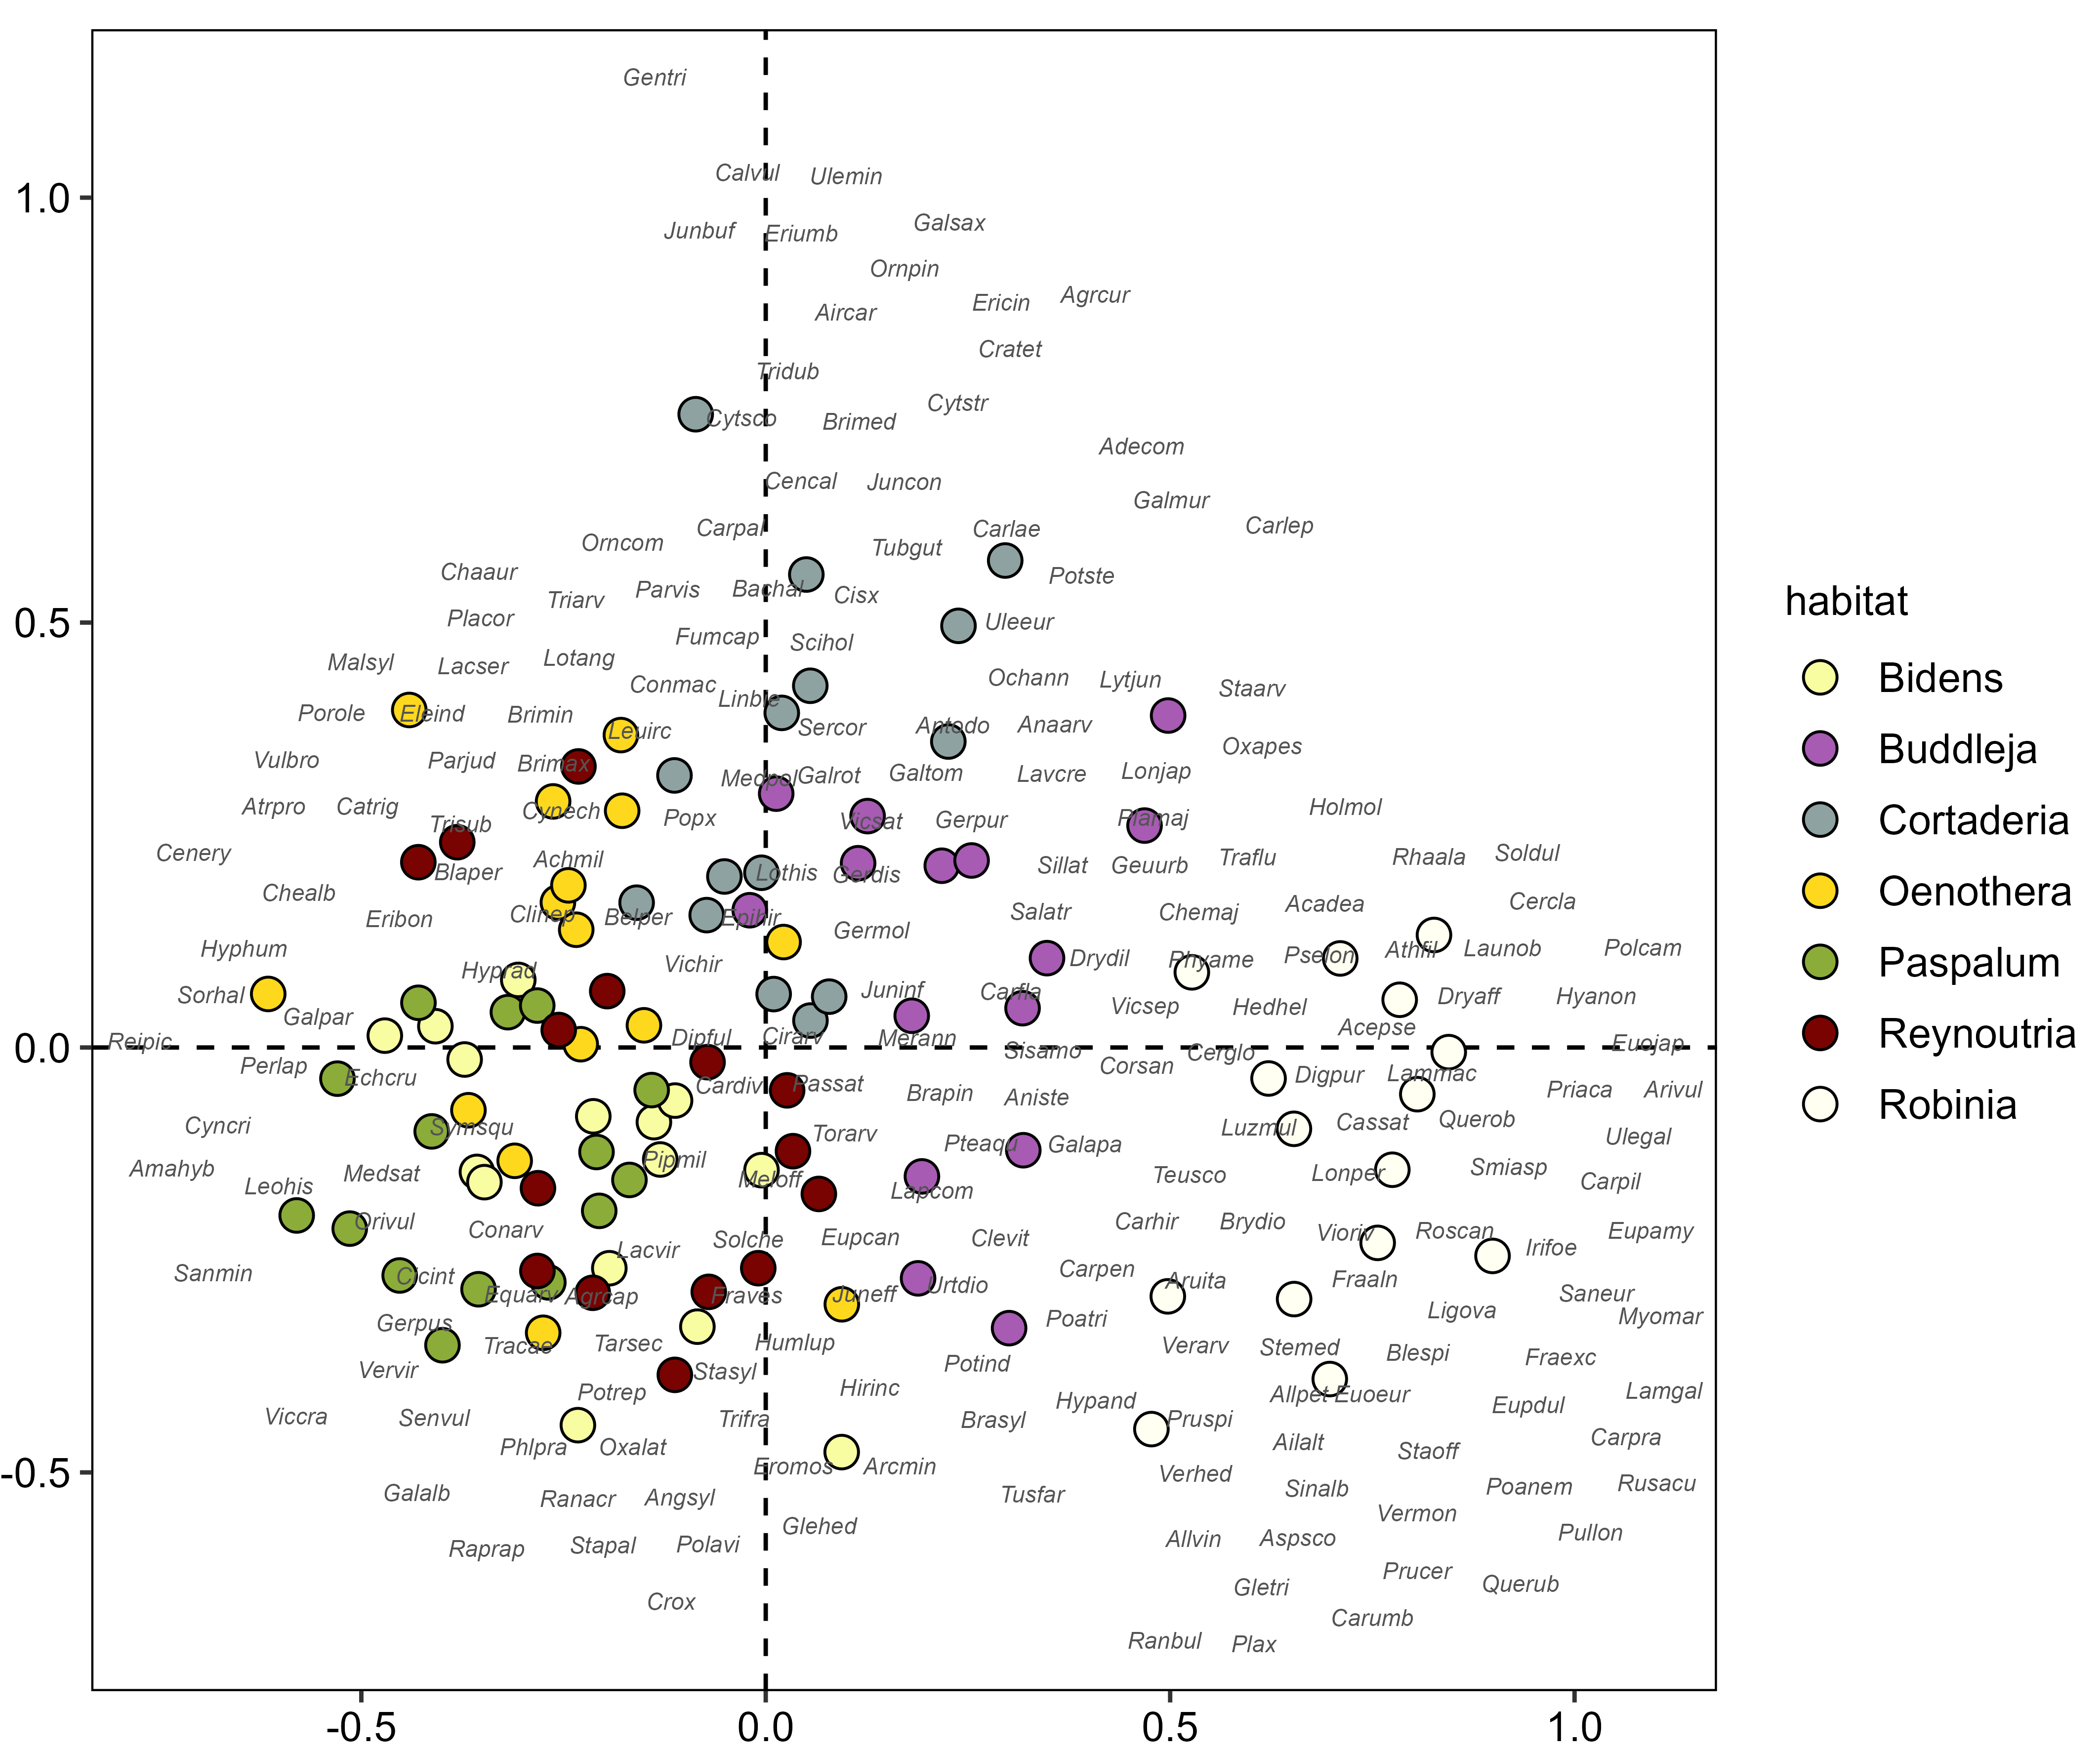 Gentri
Calvul Ulemin
Galsax
Junbuf Eriumb
Ornpin
Ericin Agrcur
Aircar
Cratet
Tridub
Cytstr
Cytsco Brimed
Adecom
Cencal Juncon
Galmur
Carpal Carlae Carlep
Orncom Tubgut
Chaaur Potste
Triarv Parvis Bachal Cisx
Placor Uleeur
Fumcap Scihol
Malsyl Lacser Lotang
Conmac Ochann Lytjun Staarv
Linbie
Porole Eleind Brimin Leuirc Sercor Antodo Anaarv
Oxapes
Vulbro Parjud Brimax
Medpol Galrot Galtom Lavcre Lonjap
Atrpro Catrig Cynech Popx Vicsat Gerpur Plamaj Holmol
Trisub
Cenery Achmil Traflu Rhaala Soldul
Blaper Lothis Gerdis Sillat Geuurb
Chealb Cercla
Eribon Clinep Belper Epihir Salatr Chemaj Acadea
Germol
Hyphum Launob Polcam
Hyprad Vichir Drydil Phyame Pselon Athfil
Sorhal Juninf Carfla Dryaff Hyanon
Galpar Vicsep Hedhel
Acepse
Reipic Dipful Cirarv Merann Sisamo Cerglo Euojap
Perlap Echcru Corsan Digpur Lammac
Cardiv Passat Brapin Aniste Priaca Arivul
Cyncri Symsqu Torarv Luzmul Cassat Querob
Pteaqu Galapa Ulegal
Amahyb Medsat Pipmil Smiasp
Leohis Meloff Lapcom Teusco Lonper Carpil
Orivul Conarv Carhir Brydio
Solche Eupcan Clevit Vioriv Roscan Eupamy
Lacvir Irifoe
Sanmin Cicint Urtdio Carpen Aruita Fraaln
Equarv Agrcap Fraves Juneff Saneur
Gerpus Poatri Ligova Myomar
Tracae Tarsec Humlup Verarv Stemed
Vervir Stasyl Potind Blespi Fraexc
Potrep Hirinc Hypand Allpet Euoeur Lamgal
Viccra Senvul Trifra Brasyl Pruspi Eupdul
Phlpra Oxalat Ailalt Staoff Carpra
Eromos Arcmin Verhed
Galalb Ranacr Angsyl Tusfar Sinalb Poanem Rusacu
Glehed Vermon
Raprap Stapal Polavi Allvin Aspsco Pullon
Crox Gletri Prucer Querub
Carumb
Ranbul Plax
1.0
0.5
0.0
-0.5
-0.5 0.0 0.5 1.0
habitat
Bidens
Buddleja
Cortaderia
Oenothera
Paspalum
Reynoutria
Robinia